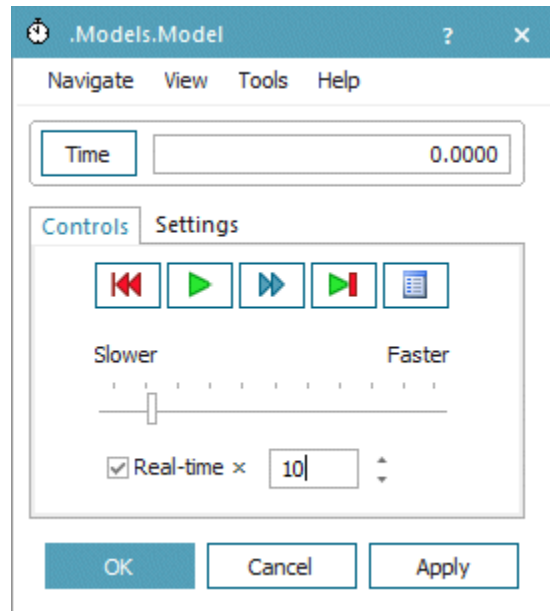 .Models.Model ? ×
Navigate View Tools Help
Time 0.0000
Controls Settings
Slower Faster
Real-time × 10
OK Cancel Apply